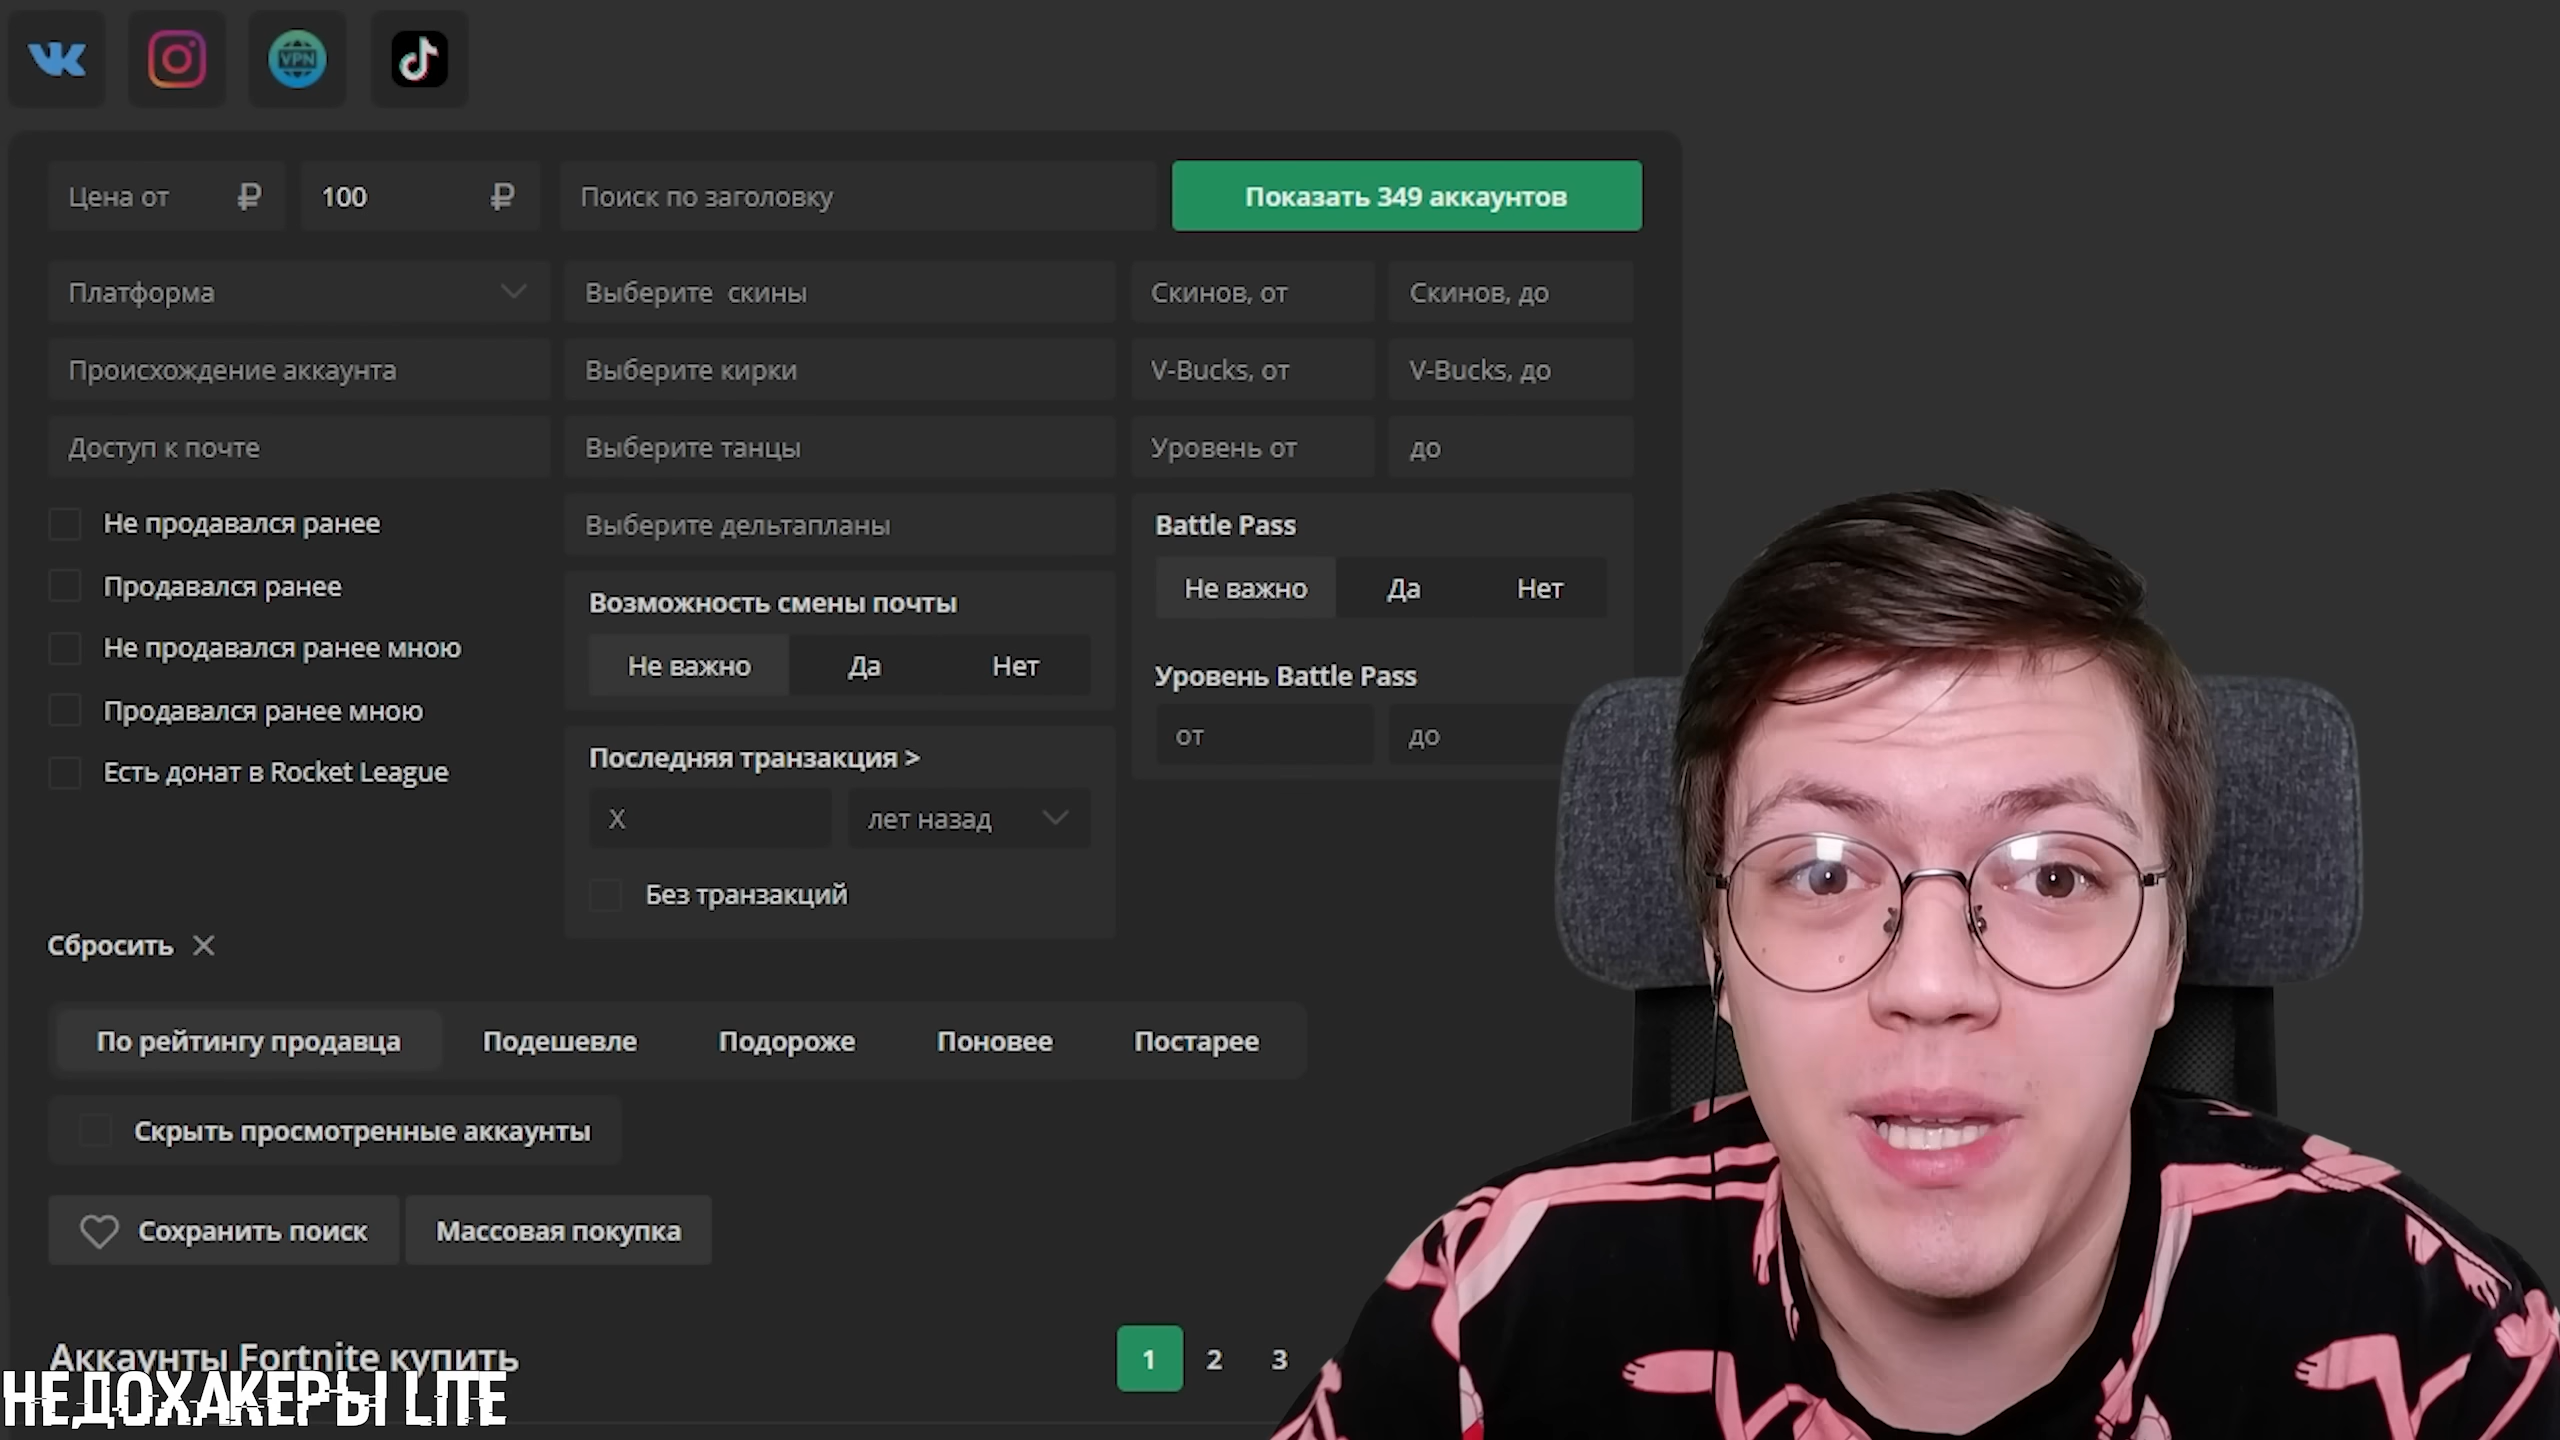 VPN
Цена от ₽
100 ₽
Поиск по заголовку
Показать 349 аккаунтов
Платформа
Выберите скины
Скинов, от
Скинов, до
Происхождение аккаунта
Выберите кирки
V-Bucks, от
V-Bucks, до
Доступ к почте
Выберите танцы
Уровень от
до
Не продавался ранее
Продавался ранее
Не продавался ранее мною
Продавался ранее мною
Есть донат в Rocket League
Выберите дельтапланы
Возможность смены почты
Не важно Да Нет
Последняя транзакция >
X
лет назад
Без транзакций
Battle Pass
Не важно Да Нет
Уровень Battle Pass
от
до
Сбросить
По рейтингу продавца Подешевле Подороже Поновее Постарее
Скрыть просмотренные аккаунты
Сохранить поиск
Массовая покупка
Аккаунты Fortnite купить
1 2 3
НЕДОХАКЕРЫ LITE